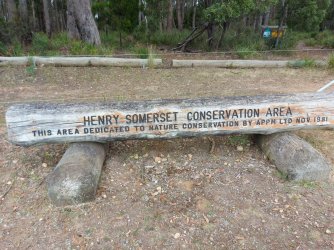 HENRY SOMERSET CONSERVATION AREA
THIS AREA DEDICATED TO NATURE CONSERVATION BY APPM LTD NOV 1981